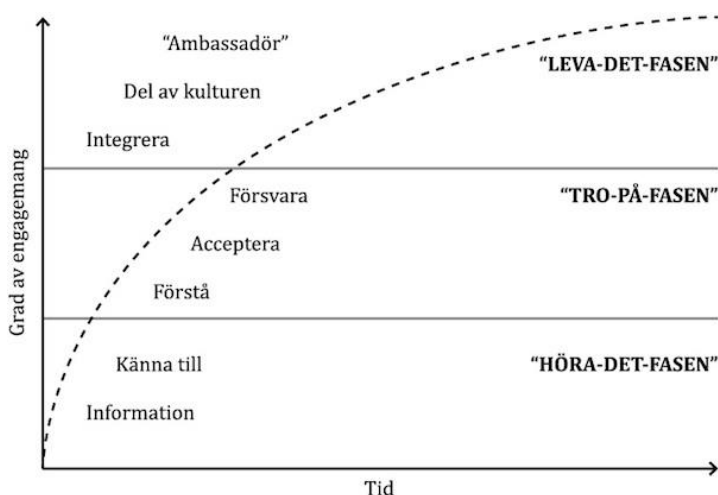 “Ambassadör”
“LEVA-DET-FASEN”
Del av kulturen
Integrera
Försvara
“TRO-PÅ-FASEN”
Acceptera
Förstå
Känna till
“HÖRA-DET-FASEN”
Information
Grad av engagemang
Tid